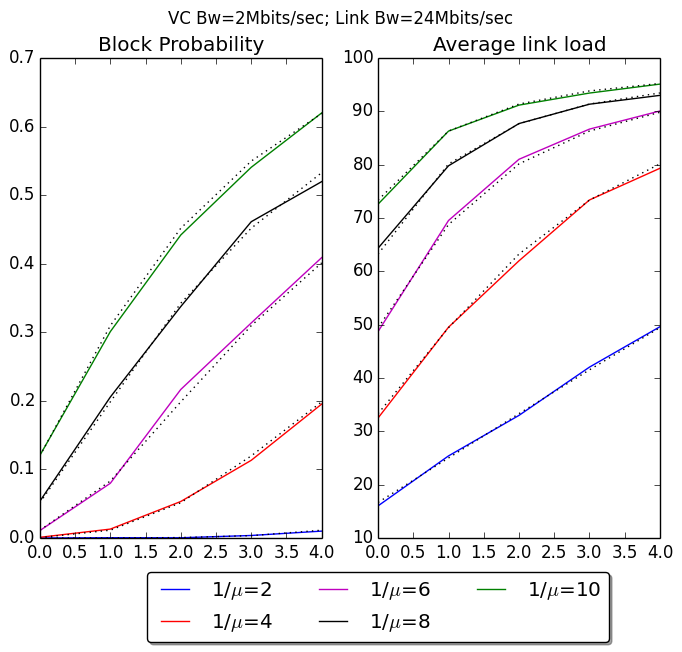 VC Bw=2Mbits/sec; Link Bw=24Mbits/sec
Block Probability
Average link load
0.7
0.6
0.5
0.4
0.3
0.2
0.1
0.0
0.0 0.5 1.0 1.5 2.0 2.5 3.0 3.5 4.0
100
90
80
70
60
50
40
30
20
10
0.0 0.5 1.0 1.5 2.0 2.5 3.0 3.5 4.0
1/μ=2 1/μ=6 1/μ=10
1/μ=4 1/μ=8